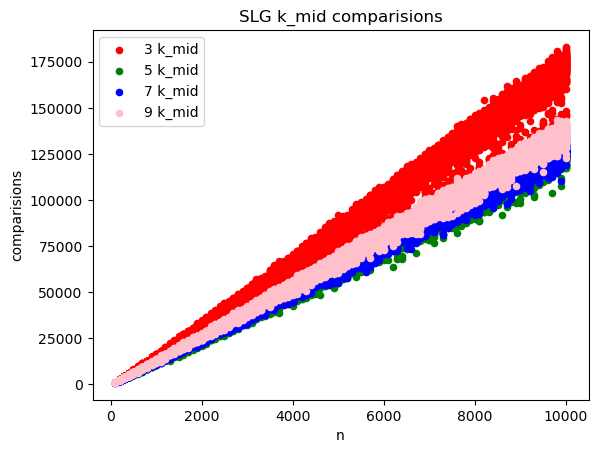 SLG k_mid comparisions
3 k_mid
5 k_mid
7 k_mid
9 k_mid
175000
150000
125000
100000
75000
50000
25000
0
comparisions
0 2000 4000 6000 8000 10000
n